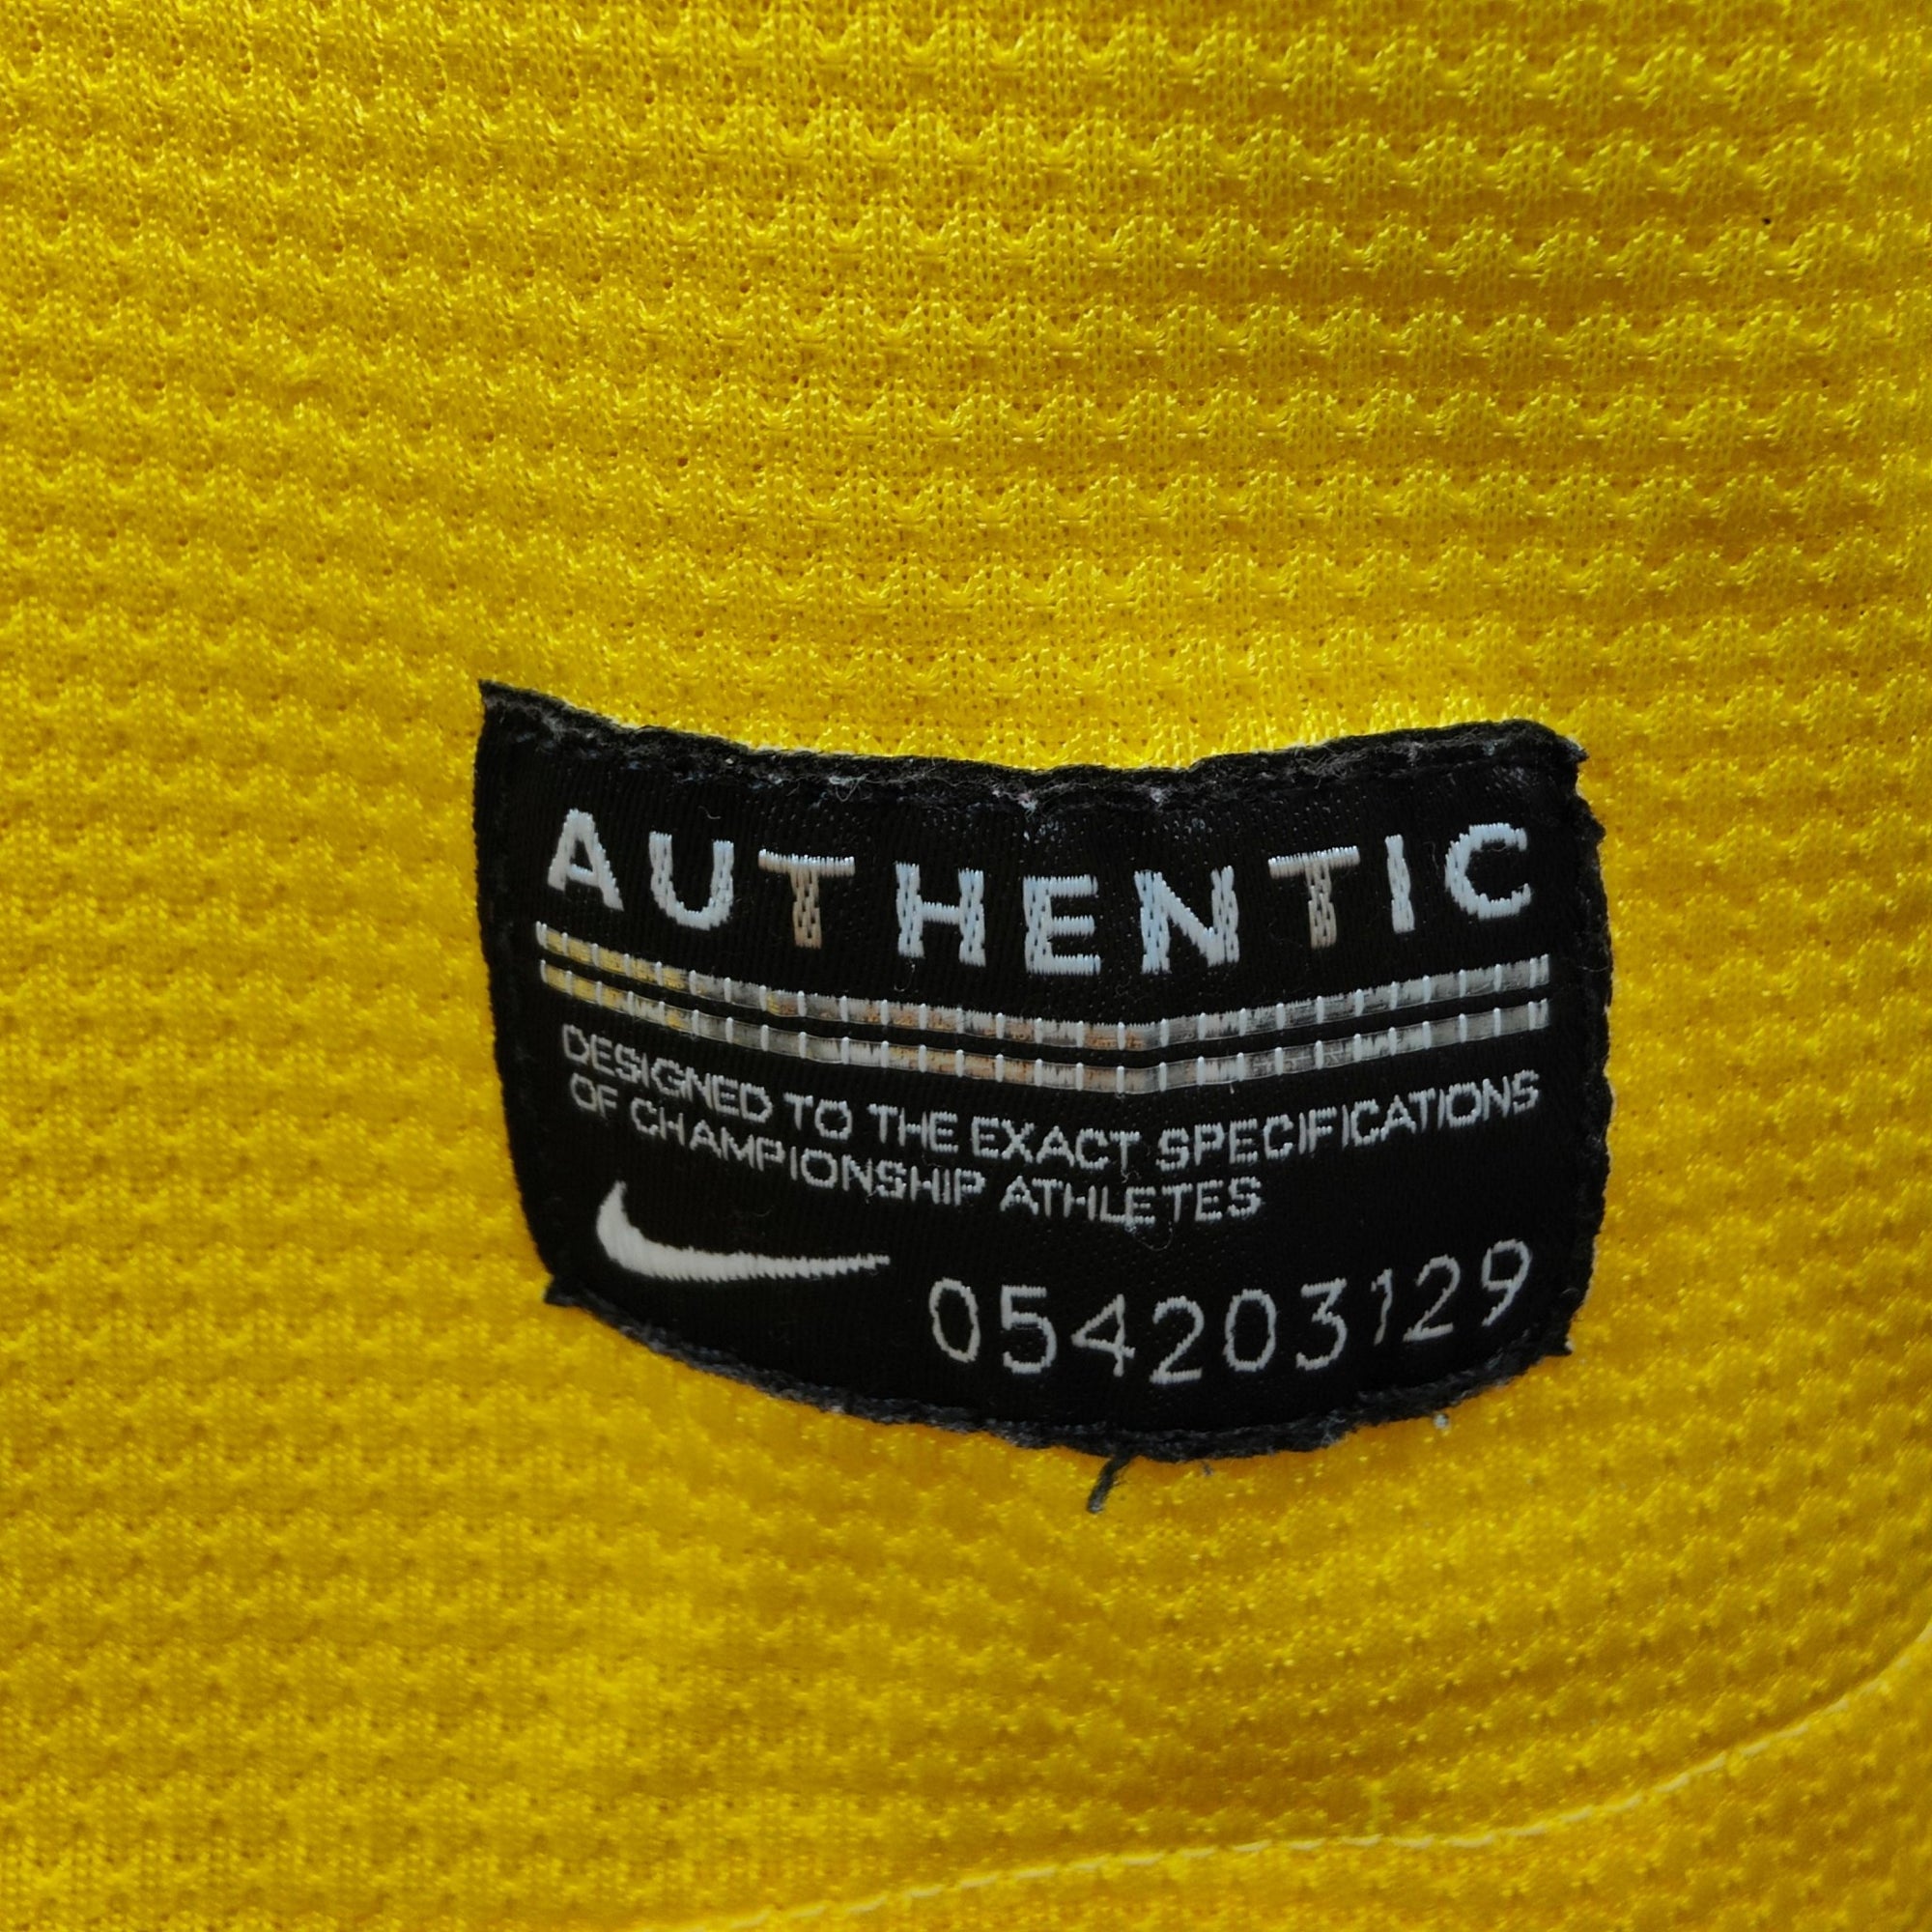 AUTHENTIC
DESIGNED TO THE EXACT SPECIFICATIONS
OF CHAMPIONSHIP ATHLETES
054203129